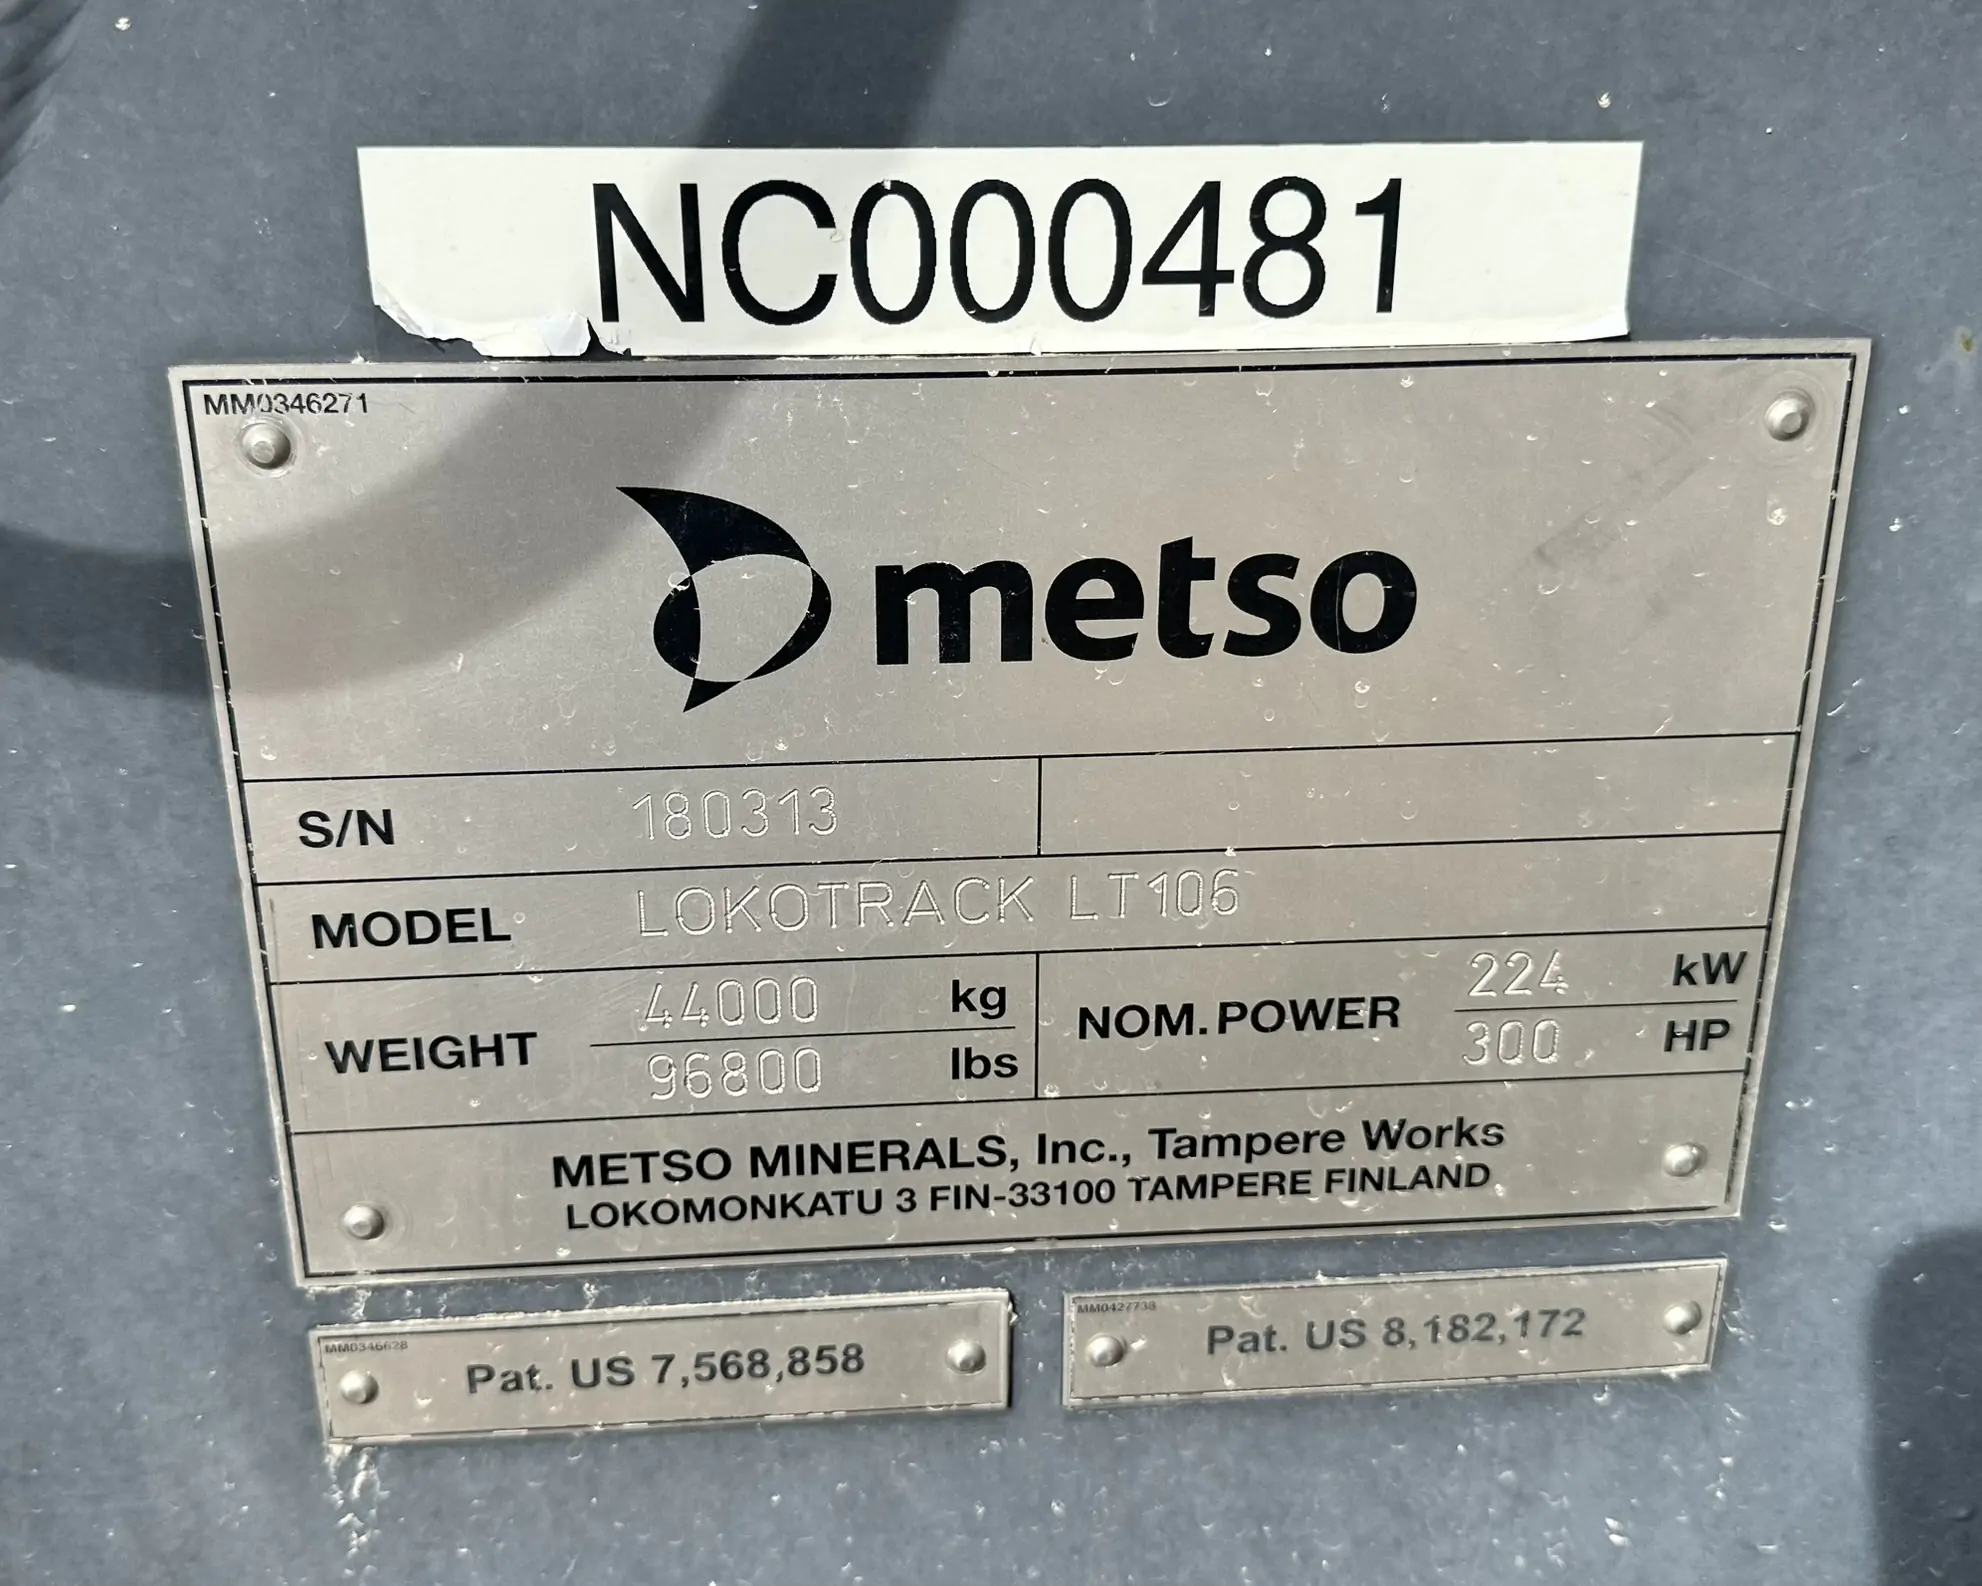 NC000481
MM0346271
metso
S/N 180313
MODEL LOKOTRACK LT106
WEIGHT 44000 kg
96800 lbs
NOM. POWER 224 kW
300 HP
METSO MINERALS, Inc., Tampere Works
LOKOMONKATU 3 FIN-33100 TAMPERE FINLAND
MM0346628
Pat. US 7,568,858
MM0427738
Pat. US 8,182,172